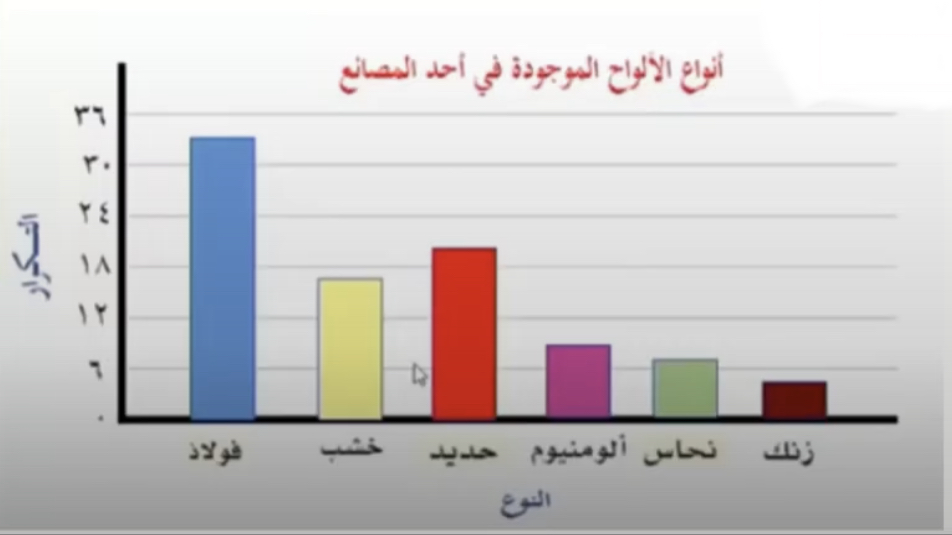 أنواع الألواح الموجودة في أحد المصانع
٣٦
٣٠
٢٤
١٨
١٢
٦
٠
التكرار
فولاذ خشب حديد ألومنيوم نحاس زنك
النوع